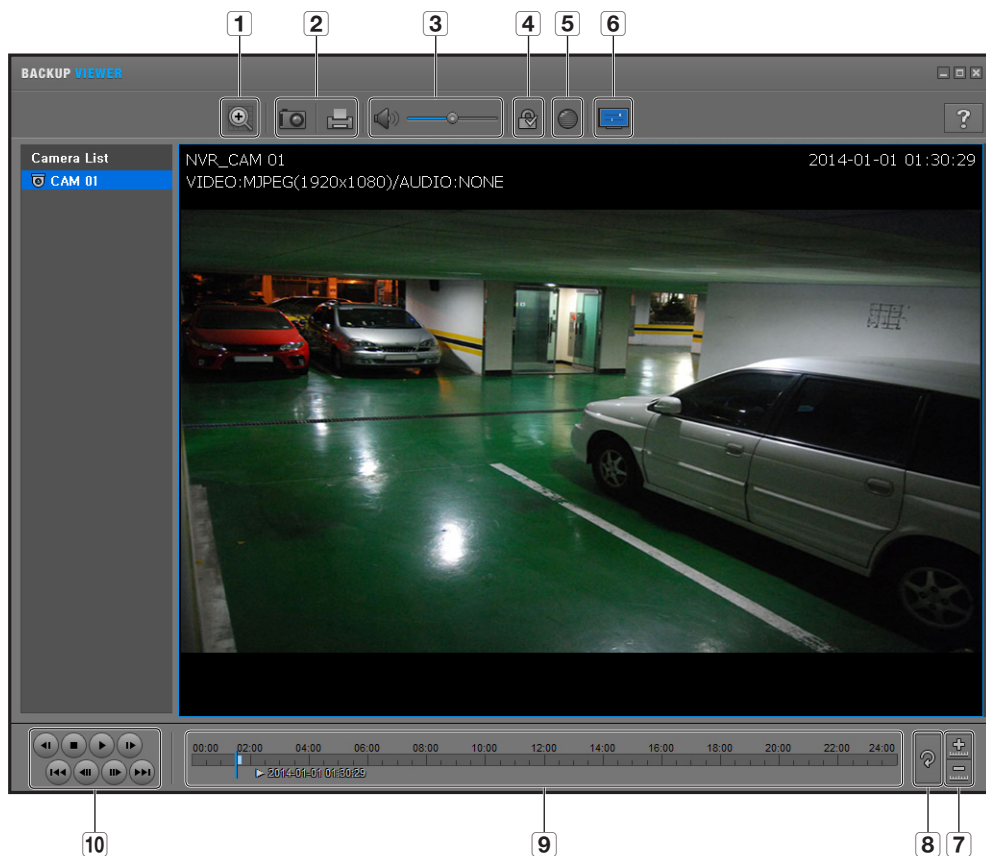 1 2 3 4 5 6
BACKUP VIEWER
?
Camera List
CAM 01
NVR_CAM 01
2014-01-01 01:30:29
VIDEO:MJPEG(1920x1080)/AUDIO:NONE
00:00 02:00 04:00 06:00 08:00 10:00 12:00 14:00 16:00 18:00 20:00 22:00 24:00
2014-01-01 01:30:29
10 9 8 7